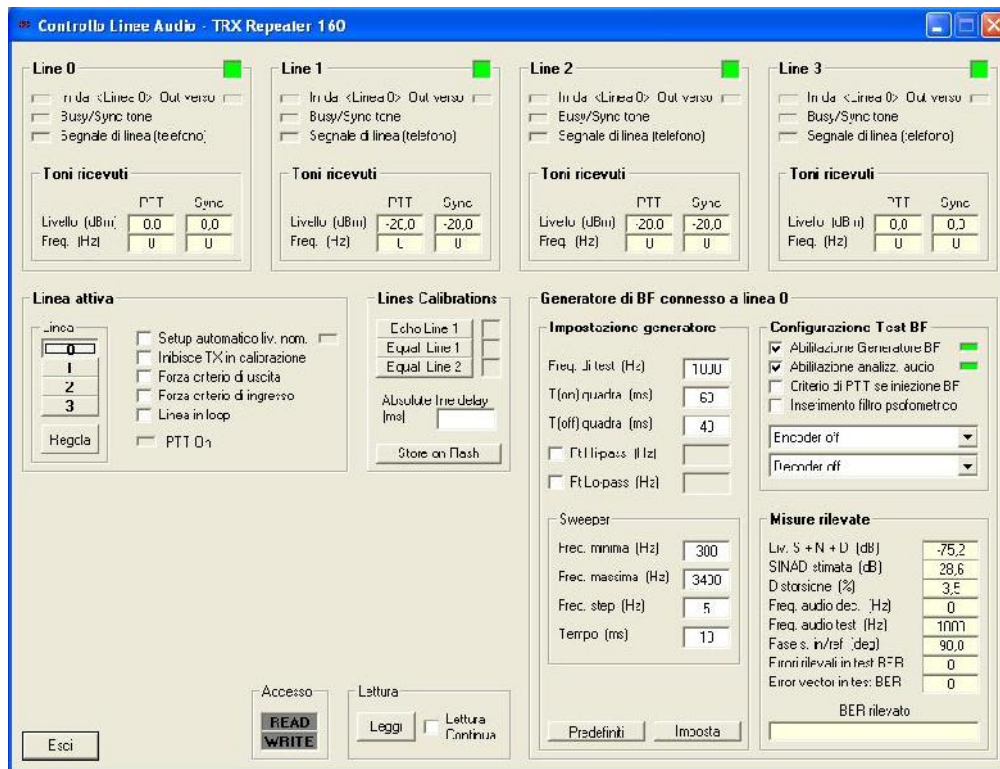 Controllo Linee Audio - TRX Repeater 160
Line 0
In da <Linea 0> Out verso
Busy/Sync tone
Segnale di linea (telefono)
Toni ricevuti
PTT Sync
Livello (dBm) 0.0 0,0
Freq. (Hz) 0 0
Line 1
In da <Linea 0> Out verso
Busy/Sync tone
Segnale di linea (telefono)
Toni ricevuti
PTT Sync
Livello (dBm) -20,0 -20,0
Freq. (Hz) 0 0
Line 2
In da <Linea 0> Out verso
Busy/Sync tone
Segnale di linea (telefono)
Toni ricevuti
PTT Sync
Livello (dBm) -20.0 -20,0
Freq. (Hz) 0 0
Line 3
In da <Linea 0> Out verso
Busy/Sync tone
Segnale di linea (telefono)
Toni ricevuti
PTT Sync
Livello (dBm) 0,0 0,0
Freq. (Hz) 0 0
Linea attiva
Linea
0
1
2
3
Regola
Setup automatico liv. nom.
Inibisce TX in calibrazione
Forza criterio di uscita
Forza criterio di ingresso
Linea in loop
PTT On
Lines Calibrations
Echo Line 1
Equal Line 1
Equal Line 2
Absolute line delay
(ms)
Store on Flash
Generatore di BF connesso a linea 0
Impostazione generatore
Freq. di test (Hz) 1000
T(on) quadra (ms) 60
T(off) quadra (ms) 40
Ft Hi-pass (Hz)
Ft Lo-pass (Hz)
Sweeper
Frec. minima (Hz) 300
Frec. massima (Hz) 3400
Frec. step (Hz) 5
Tempo (ms) 10
Predefiniti Imposta
Configurazione Test BF
Abilitazione Generatore BF
Abilitazione analizz. audio
Criterio di PTT se iniezione BF
Inserimento filtro psofometrico
Encoder off
Decoder off
Misure rilevate
Liv. S + N + D (dB) -75,2
SINAD stimata (dB) 28,6
Distorsione (%) 3,5
Freq. audio dec. (Hz) 0
Freq. audio test (Hz) 1000
Fase s. in/ref (deg) 90,0
Errori rilevati in test BER 0
Error vector in test BER 0
BER rilevato
Accesso
READ
WRITE
Lettura
Leggi
Lettura
Continua
Esci